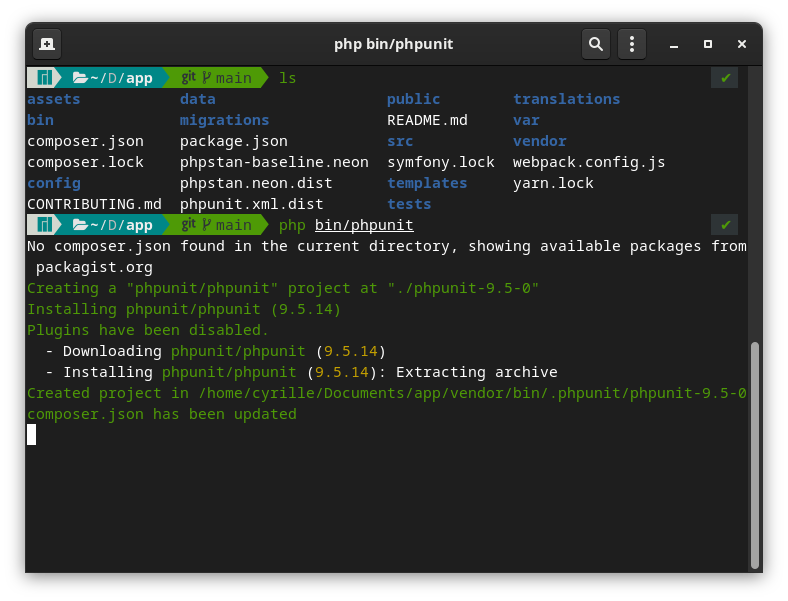 php bin/phpunit
~/D/app git main ls ✔
assets data public translations
bin migrations README.md var
composer.json package.json src vendor
composer.lock phpstan-baseline.neon symfony.lock webpack.config.js
config phpstan.neon.dist templates yarn.lock
CONTRIBUTING.md phpunit.xml.dist tests
~/D/app git main php bin/phpunit ✔
No composer.json found in the current directory, showing available packages from
packagist.org
Creating a "phpunit/phpunit" project at "./phpunit-9.5-0"
Installing phpunit/phpunit (9.5.14)
Plugins have been disabled.
- Downloading phpunit/phpunit (9.5.14)
- Installing phpunit/phpunit (9.5.14): Extracting archive
Created project in /home/cyrille/Documents/app/vendor/bin/.phpunit/phpunit-9.5-0
composer.json has been updated